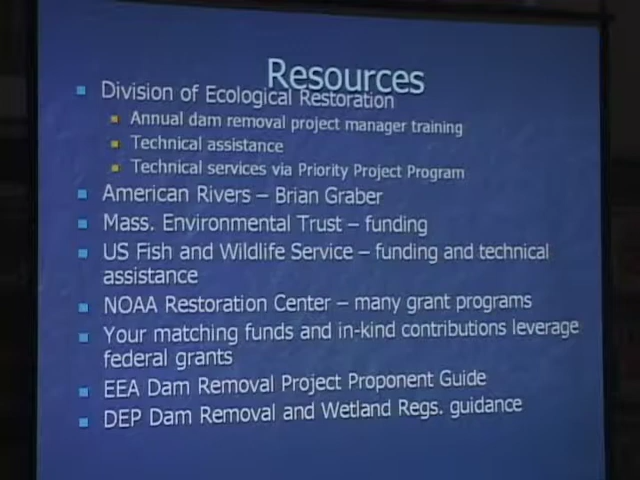 Resources
Division of Ecological Restoration
Annual dam removal project manager training
Technical assistance
Technical services via Priority Project Program
American Rivers – Brian Graber
Mass. Environmental Trust – funding
US Fish and Wildlife Service – funding and technical
assistance
NOAA Restoration Center – many grant programs
Your matching funds and in-kind contributions leverage
federal grants
EEA Dam Removal Project Proponent Guide
DEP Dam Removal and Wetland Regs. guidance